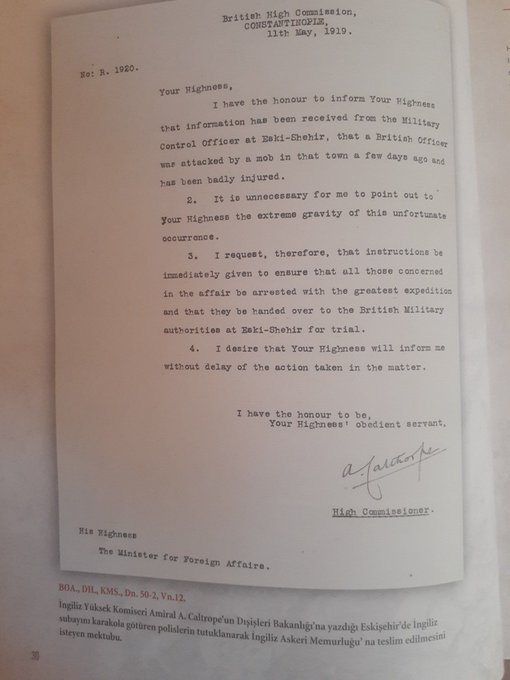 British High Commission,
CONSTANTINOPLE,
11th May, 1919.
No: R. 1920.
Your Highness,
I have the honour to inform Your Highness
that information has been received from the Military
Control Officer at Eski-Shehir, that a British Officer
was attacked by a mob in that town a few days ago and
has been badly injured.
2. It is unnecessary for me to point out to
Your Highness the extreme gravity of this unfortunate
occurrence.
3. I request, therefore, that instructions be
immediately given to ensure that all those concerned
in the affair be arrested with the greatest expedition
and that they be handed over to the British Military
authorities at Eski-Shehir for trial.
4. I desire that Your Highness will inform me
without delay of the action taken in the matter.
I have the honour to be,
Your Highness' obedient servant,
A. Calthorpe
High Commissioner.
His Highness
The Minister for Foreign Affairs.
BOA., DH., KMS., Dn. 50-2, Vn.12.
İngiliz Yüksek Komiseri Amiral A. Caltrope'un Dışişleri Bakanlığı'na yazdığı Eskişehir'de İngiliz
subayını karakola götüren polislerin tutuklanarak İngiliz Askeri Memurluğu' na teslim edilmesini
isteyen mektubu.